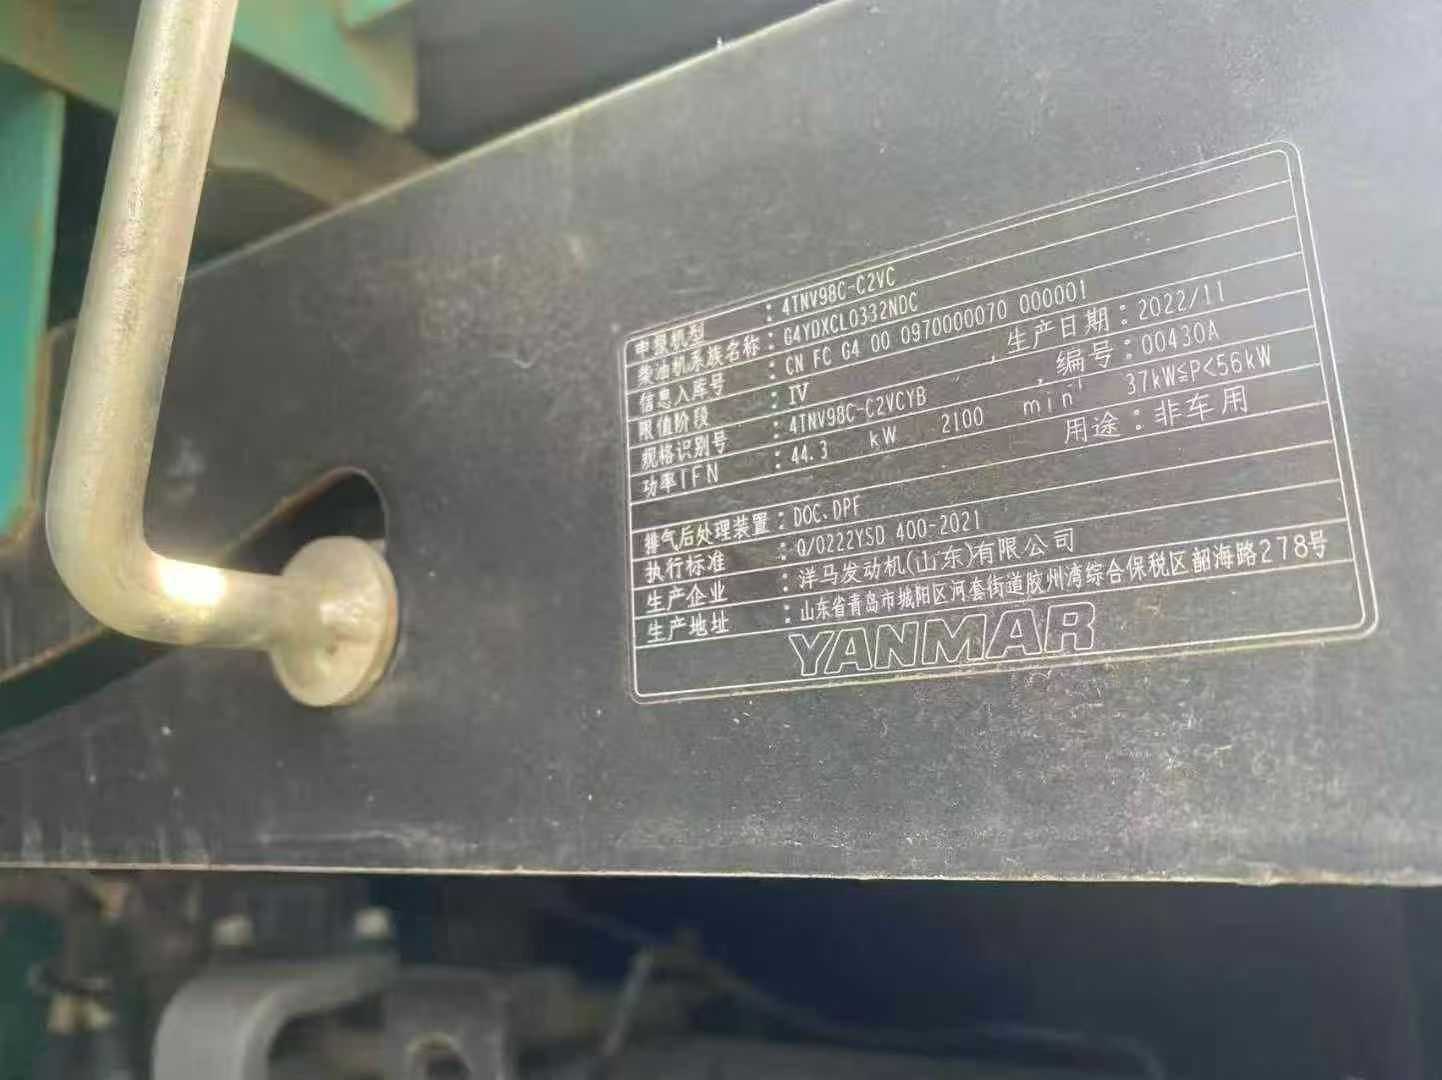 申报机型：4TNV98C-C2VC
柴油机系族名称：G4YDXCL0332NDC
信息入库号：CN FC G4 00 0970000070 000001
限值阶段：IV ，生产日期：2022/11
规格识别号：4TNV98C-C2VCYB ，编号：00430A
功率IFN：44.3 kW 2100 min⁻¹ 37kW≦P<56kW
用途：非车用
排气后处理装置：DOC、DPF
执行标准：Q/0222YSD 400-2021
生产企业：洋马发动机(山东)有限公司
生产地址：山东省青岛市城阳区河套街道胶州湾综合保税区韶海路278号
YANMAR